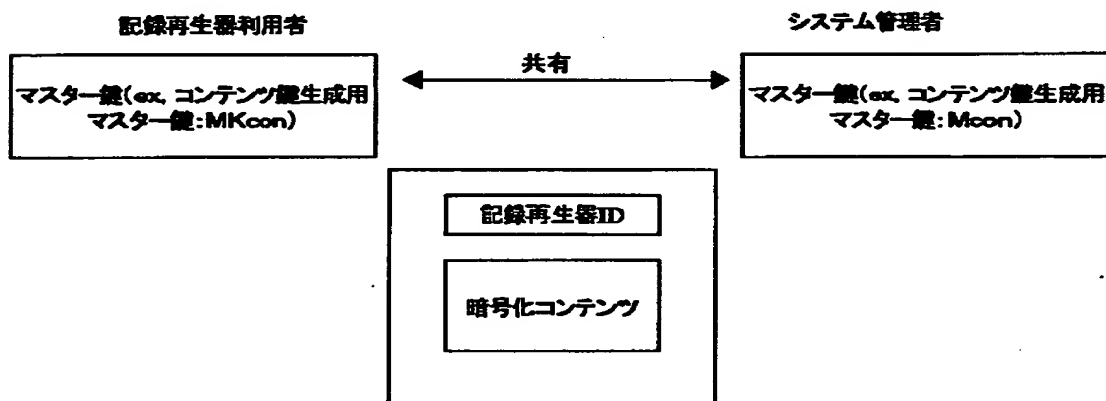 記録再生器利用者
システム管理者
共有
マスター鍵(ex, コンテンツ鍵生成用
マスター鍵:MKcon)
マスター鍵(ex, コンテンツ鍵生成用
マスター鍵:Mcon)
記録再生器ID
暗号化コンテンツ